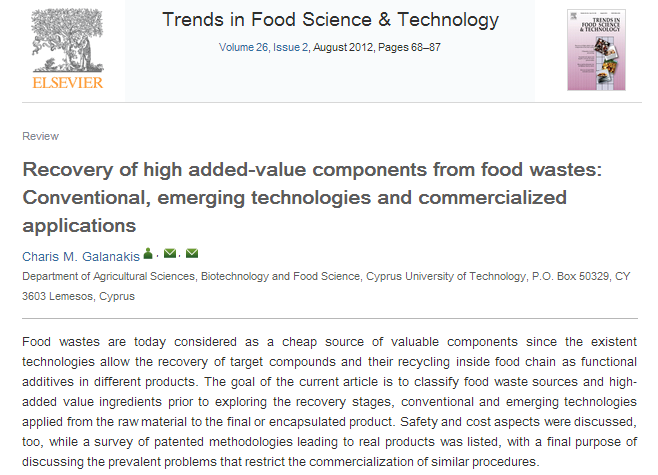 Trends in Food Science & Technology
Volume 26, Issue 2, August 2012, Pages 68–87
ELSEVIER
TRENDS IN
FOOD SCIENCE
& TECHNOLOGY
Review
Recovery of high added-value components from food wastes:
Conventional, emerging technologies and commercialized
applications
Charis M. Galanakis
Department of Agricultural Sciences, Biotechnology and Food Science, Cyprus University of Technology, P.O. Box 50329, CY
3603 Lemesos, Cyprus
Food wastes are today considered as a cheap source of valuable components since the existent
technologies allow the recovery of target compounds and their recycling inside food chain as functional
additives in different products. The goal of the current article is to classify food waste sources and high-
added value ingredients prior to exploring the recovery stages, conventional and emerging technologies
applied from the raw material to the final or encapsulated product. Safety and cost aspects were discussed,
too, while a survey of patented methodologies leading to real products was listed, with a final purpose of
discussing the prevalent problems that restrict the commercialization of similar procedures.